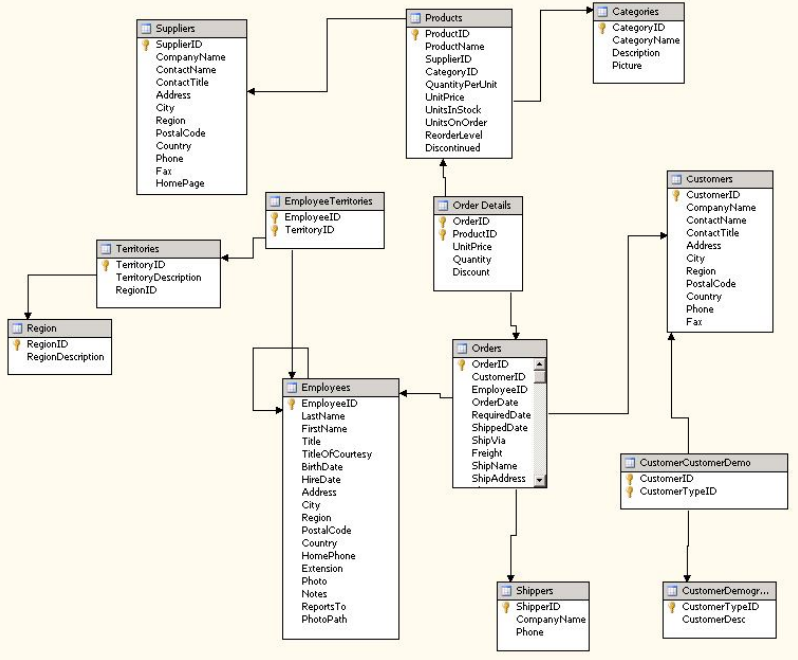 Suppliers
SupplierID
CompanyName
ContactName
ContactTitle
Address
City
Region
PostalCode
Country
Phone
Fax
HomePage
Products
ProductID
ProductName
SupplierID
CategoryID
QuantityPerUnit
UnitPrice
UnitsInStock
UnitsOnOrder
ReorderLevel
Discontinued
Categories
CategoryID
CategoryName
Description
Picture
EmployeeTerritories
EmployeeID
TerritoryID
Order Details
OrderID
ProductID
UnitPrice
Quantity
Discount
Customers
CustomerID
CompanyName
ContactName
ContactTitle
Address
City
Region
PostalCode
Country
Phone
Fax
Territories
TerritoryID
TerritoryDescription
RegionID
Region
RegionID
RegionDescription
Employees
EmployeeID
LastName
FirstName
Title
TitleOfCourtesy
BirthDate
HireDate
Address
City
Region
PostalCode
Country
HomePhone
Extension
Photo
Notes
ReportsTo
PhotoPath
Orders
OrderID
CustomerID
EmployeeID
OrderDate
RequiredDate
ShippedDate
ShipVia
Freight
ShipName
ShipAddress
CustomerCustomerDemo
CustomerID
CustomerTypeID
Shippers
ShipperID
CompanyName
Phone
CustomerDemogr...
CustomerTypeID
CustomerDesc